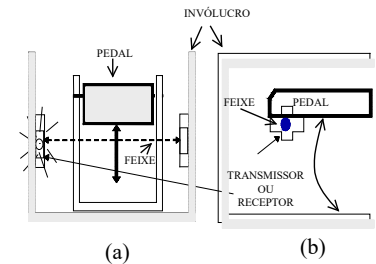 INVÓLUCRO
PEDAL
FEIXE
PEDAL
FEIXE
TRANSMISSOR
OU
RECEPTOR
(a)
(b)